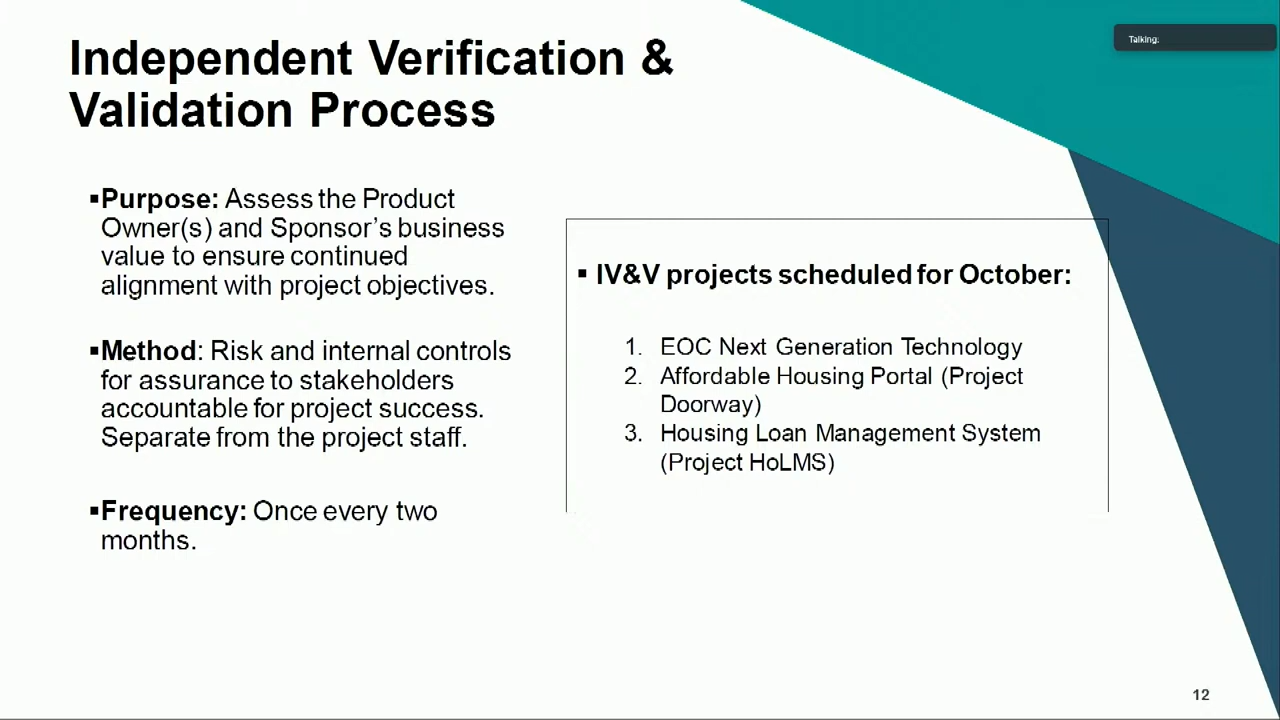 Independent Verification &
Validation Process
Talking:
▪Purpose: Assess the Product
Owner(s) and Sponsor’s business
value to ensure continued
alignment with project objectives.
▪Method: Risk and internal controls
for assurance to stakeholders
accountable for project success.
Separate from the project staff.
▪Frequency: Once every two
months.
▪ IV&V projects scheduled for October:
1. EOC Next Generation Technology
2. Affordable Housing Portal (Project
Doorway)
3. Housing Loan Management System
(Project HoLMS)
12